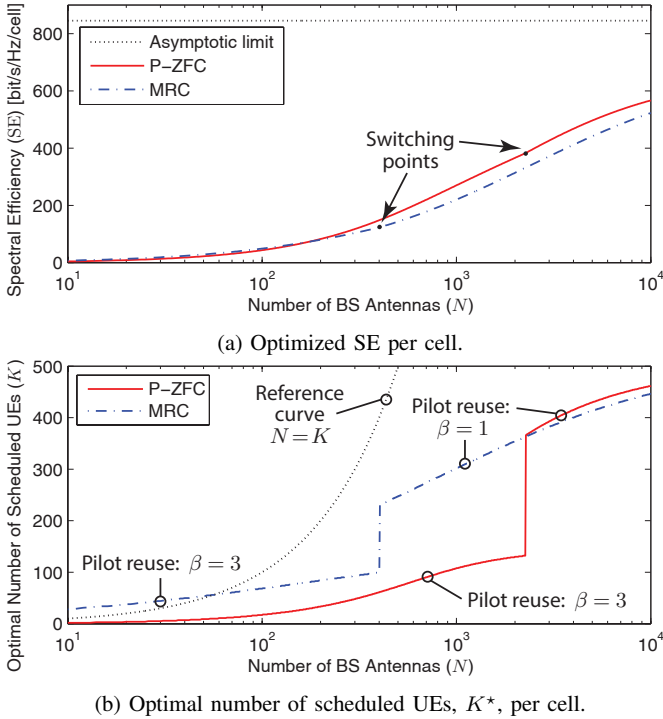 Spectral Efficiency (SE) [bit/s/Hz/cell]
800
600
400
200
0
Asymptotic limit
P−ZFC
MRC
Switching
points
10^1
10^2
10^3
10^4
Number of BS Antennas (N)
(a) Optimized SE per cell.
Optimal Number of Scheduled UEs (K)
500
400
300
200
100
0
P−ZFC
MRC
Reference
curve
N=K
Pilot reuse:
β=1
Pilot reuse: β=3
Pilot reuse: β=3
10^1
10^2
10^3
10^4
Number of BS Antennas (N)
(b) Optimal number of scheduled UEs, K⋆, per cell.